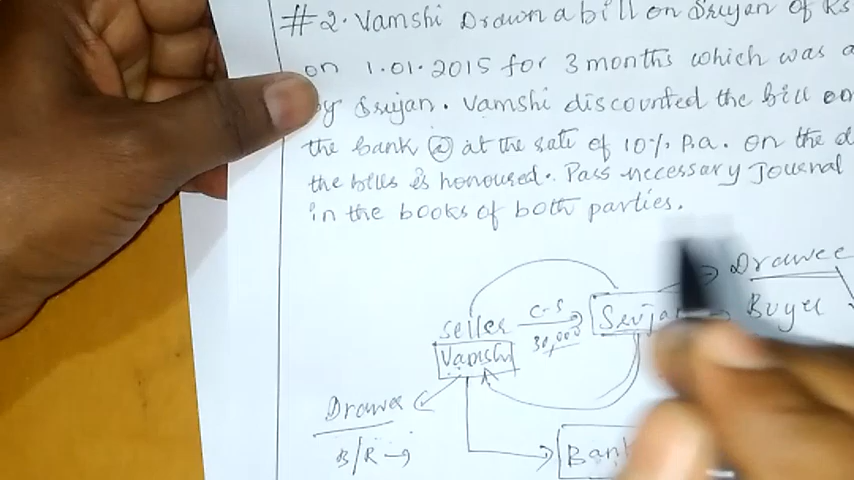 #2. Vamshi Drawn a bill on Srujan of Rs
on 1.01.2015 for 3 months which was a
by Srujan. Vamshi discounted the bill on
the bank @ at the rate of 10% P.a. on the d
the bills is honoured. Pass necessary Journal
in the books of both parties.
Drawee
Buyer
seller
C.S
30,000
Sruja
Vamshi
Drawer
B/R
Bank